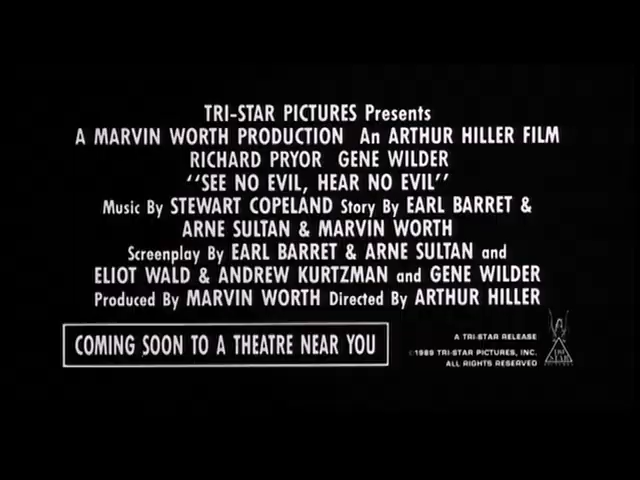 TRI-STAR PICTURES Presents
A MARVIN WORTH PRODUCTION An ARTHUR HILLER FILM
RICHARD PRYOR GENE WILDER
"SEE NO EVIL, HEAR NO EVIL"
Music By STEWART COPELAND Story By EARL BARRET &
ARNE SULTAN & MARVIN WORTH
Screenplay By EARL BARRET & ARNE SULTAN and
ELIOT WALD & ANDREW KURTZMAN and GENE WILDER
Produced By MARVIN WORTH Directed By ARTHUR HILLER
COMING SOON TO A THEATRE NEAR YOU
A TRI-STAR RELEASE
©1989 TRI-STAR PICTURES, INC.
ALL RIGHTS RESERVED
TRI
STAR